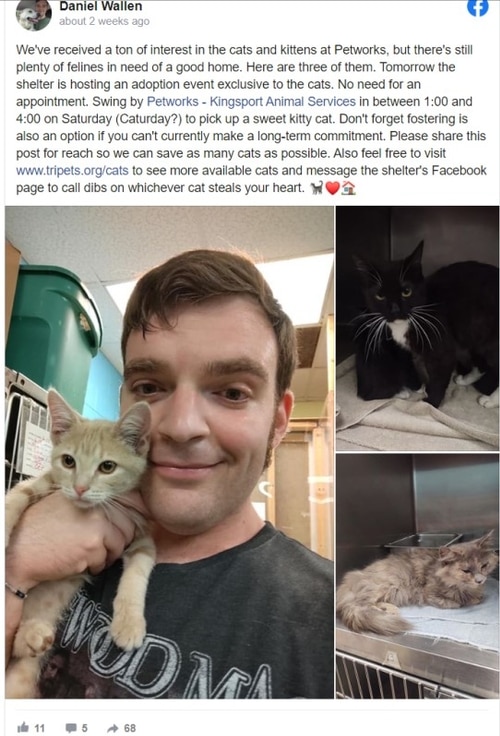 Daniel Wallen
about 2 weeks ago
We've received a ton of interest in the cats and kittens at Petworks, but there's still
plenty of felines in need of a good home. Here are three of them. Tomorrow the
shelter is hosting an adoption event exclusive to the cats. No need for an
appointment. Swing by Petworks - Kingsport Animal Services in between 1:00 and
4:00 on Saturday (Caturday?) to pick up a sweet kitty cat. Don't forget fostering is
also an option if you can't currently make a long-term commitment. Please share this
post for reach so we can save as many cats as possible. Also feel free to visit
www.tripets.org/cats to see more available cats and message the shelter's Facebook
page to call dibs on whichever cat steals your heart. 🐈‍⬛❤️🏠
WOD MA
11 5 68